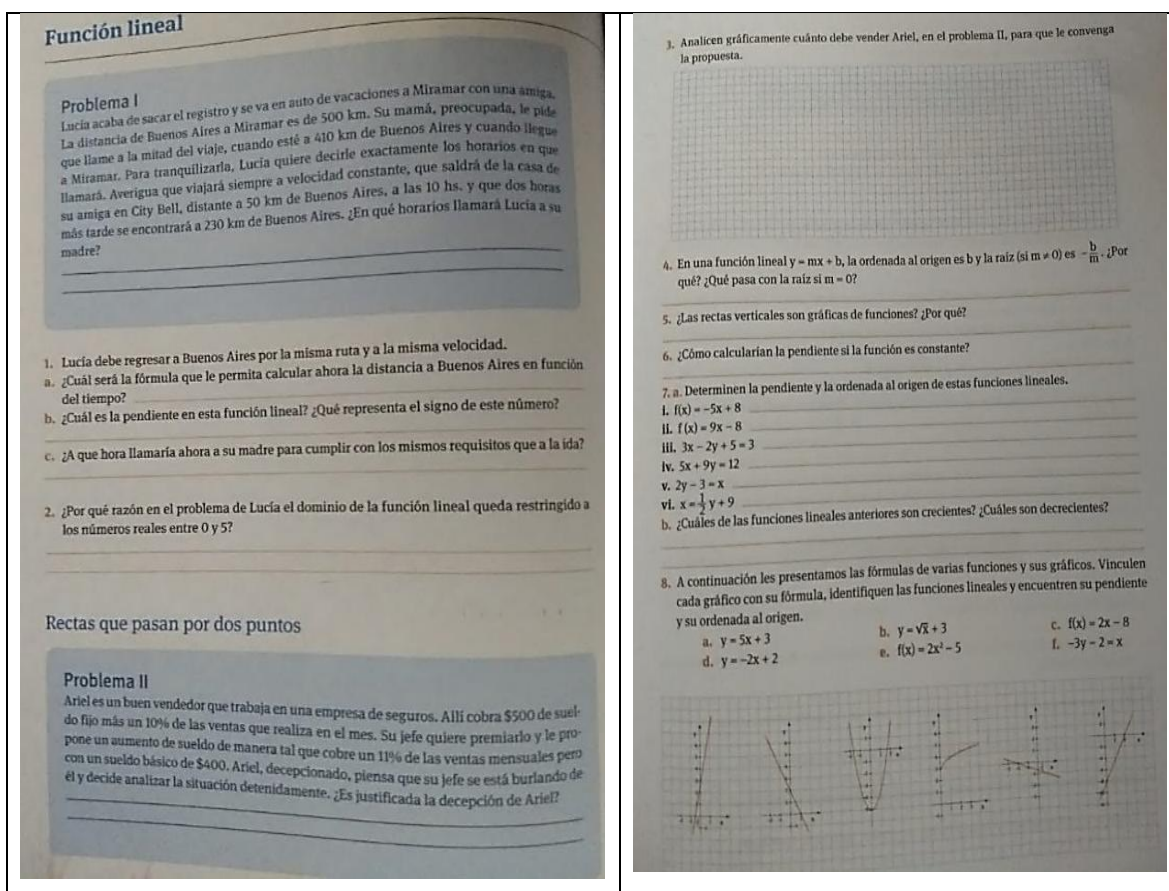 Función lineal
Problema I
Lucía acaba de sacar el registro y se va en auto de vacaciones a Miramar con una amiga.
La distancia de Buenos Aires a Miramar es de 500 km. Su mamá, preocupada, le pide
que llame a la mitad del viaje, cuando esté a 410 km de Buenos Aires y cuando llegue
a Miramar. Para tranquilizarla, Lucía quiere decirle exactamente los horarios en que
llamará. Averigua que viajará siempre a velocidad constante, que saldrá de la casa de
su amiga en City Bell, distante a 50 km de Buenos Aires, a las 10 hs. y que dos horas
más tarde se encontrará a 230 km de Buenos Aires. ¿En qué horarios llamará Lucía a su
madre?
1. Lucía debe regresar a Buenos Aires por la misma ruta y a la misma velocidad.
a. ¿Cuál será la fórmula que le permita calcular ahora la distancia a Buenos Aires en función
del tiempo?
b. ¿Cuál es la pendiente en esta función lineal? ¿Qué representa el signo de este número?
c. ¿A que hora llamaría ahora a su madre para cumplir con los mismos requisitos que a la ida?
2. ¿Por qué razón en el problema de Lucía el dominio de la función lineal queda restringido a
los números reales entre 0 y 5?
Rectas que pasan por dos puntos
Problema II
Ariel es un buen vendedor que trabaja en una empresa de seguros. Allí cobra $500 de suel-
do fijo más un 10% de las ventas que realiza en el mes. Su jefe quiere premiarlo y le pro-
pone un aumento de sueldo de manera tal que cobre un 11% de las ventas mensuales pero
con un sueldo básico de $400. Ariel, decepcionado, piensa que su jefe se está burlando de
él y decide analizar la situación detenidamente. ¿Es justificada la decepción de Ariel?
3. Analicen gráficamente cuánto debe vender Ariel, en el problema II, para que le convenga
la propuesta.
4. En una función lineal y = mx + b, la ordenada al origen es b y la raíz (si m ≠ 0) es -b/m. ¿Por
qué? ¿Qué pasa con la raíz si m = 0?
5. ¿Las rectas verticales son gráficas de funciones? ¿Por qué?
6. ¿Cómo calcularían la pendiente si la función es constante?
7. a. Determinen la pendiente y la ordenada al origen de estas funciones lineales.
i. f(x) = -5x + 8
ii. f (x) = 9x - 8
iii. 3x - 2y + 5 = 3
iv. 5x + 9y = 12
v. 2y - 3 = x
vi. x = 1/2 y + 9
b. ¿Cuáles de las funciones lineales anteriores son crecientes? ¿Cuáles son decrecientes?
8. A continuación les presentamos las fórmulas de varias funciones y sus gráficos. Vinculen
cada gráfico con su fórmula, identifiquen las funciones lineales y encuentren su pendiente
y su ordenada al origen.
a. y = 5x + 3 b. y = √x + 3 c. f(x) = 2x - 8
d. y = -2x + 2 e. f(x) = 2x² - 5 f. -3y - 2 = x